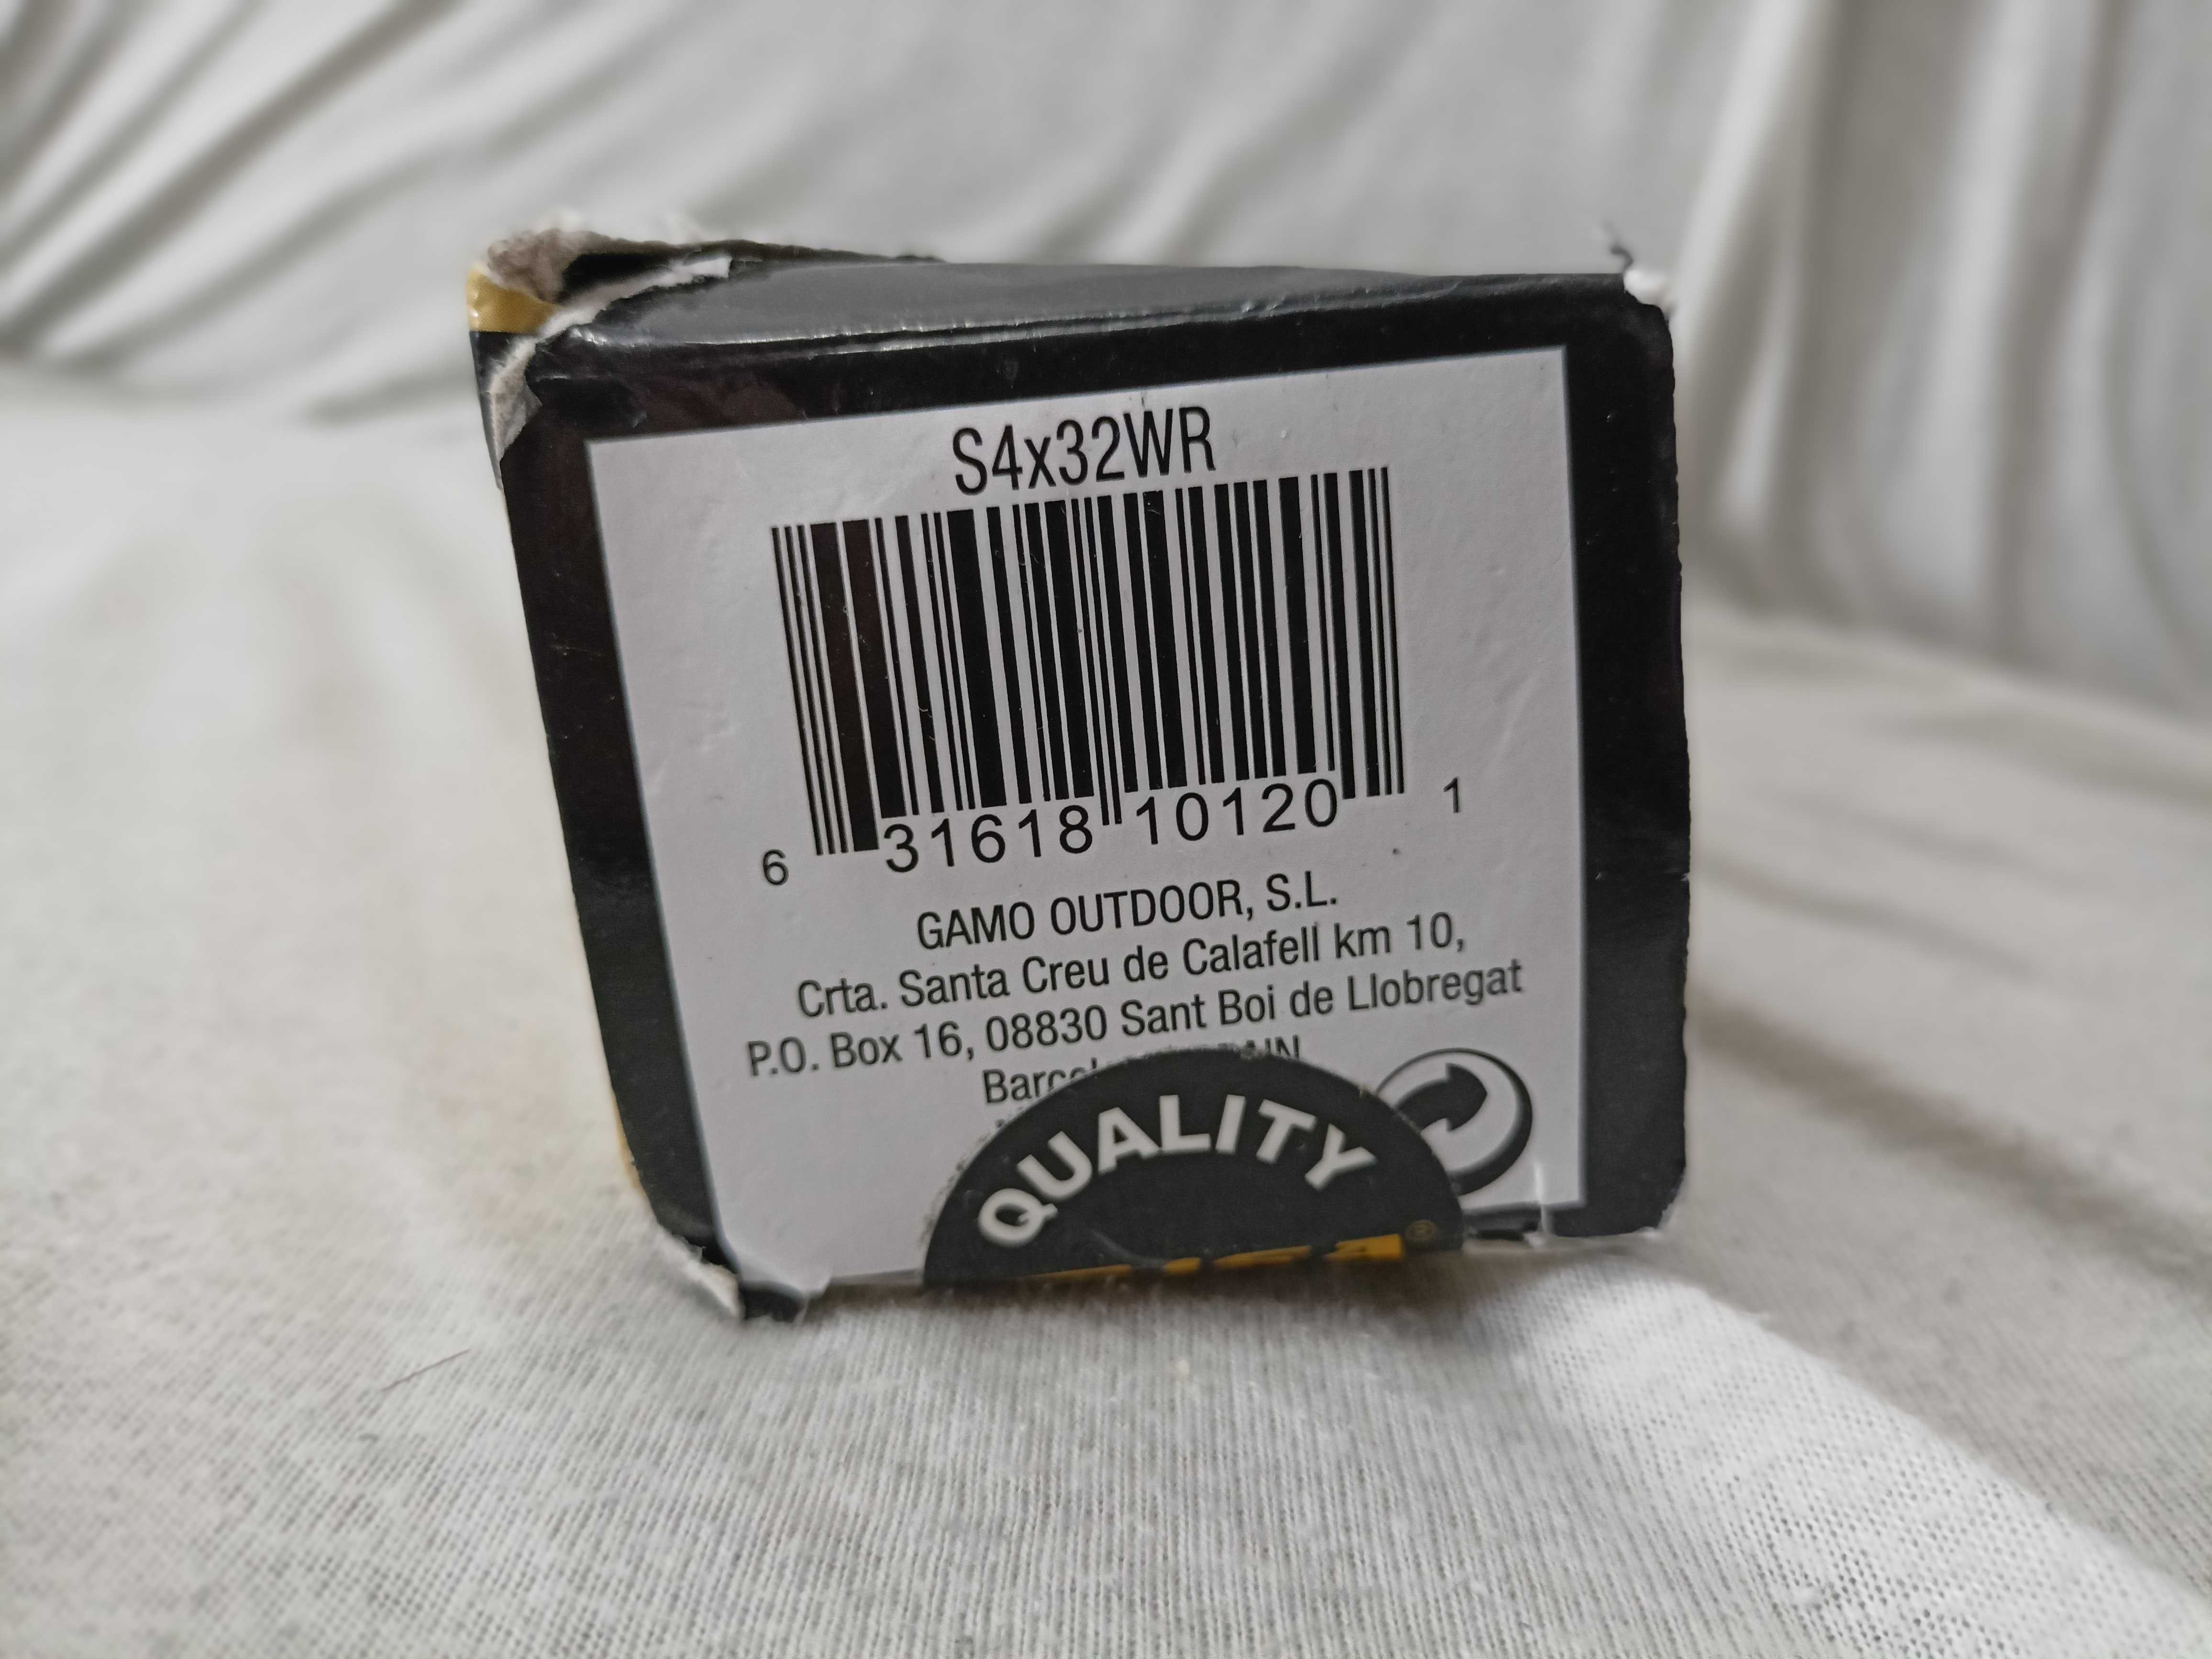 S4x32WR
6 31618 10120 1
GAMO OUTDOOR, S.L.
Crta. Santa Creu de Calafell km 10,
P.O. Box 16, 08830 Sant Boi de Llobregat
QUALITY